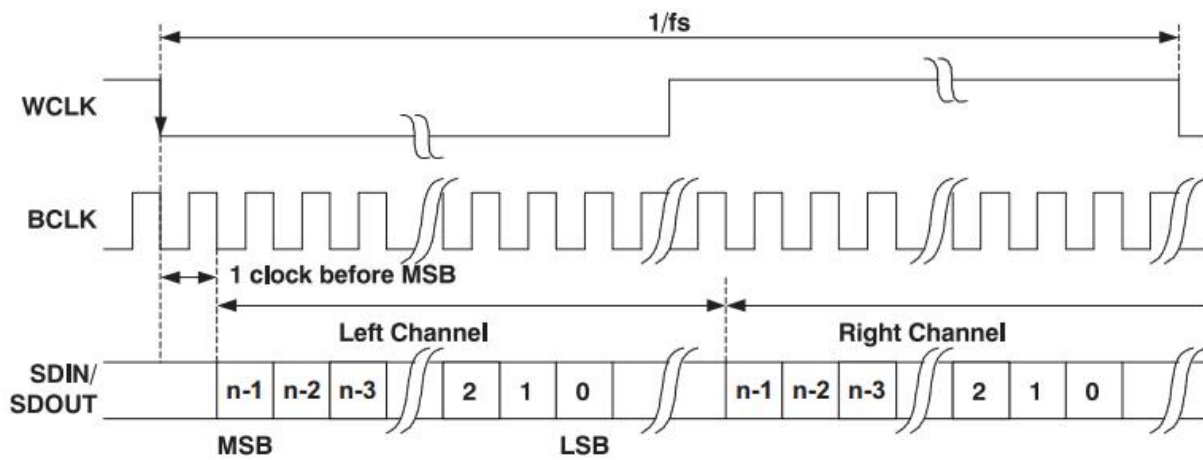 1/fs
WCLK
BCLK
1 clock before MSB
Left Channel
Right Channel
SDIN/
SDOUT
n-1 n-2 n-3 2 1 0 n-1 n-2 n-3 2 1 0
MSB LSB